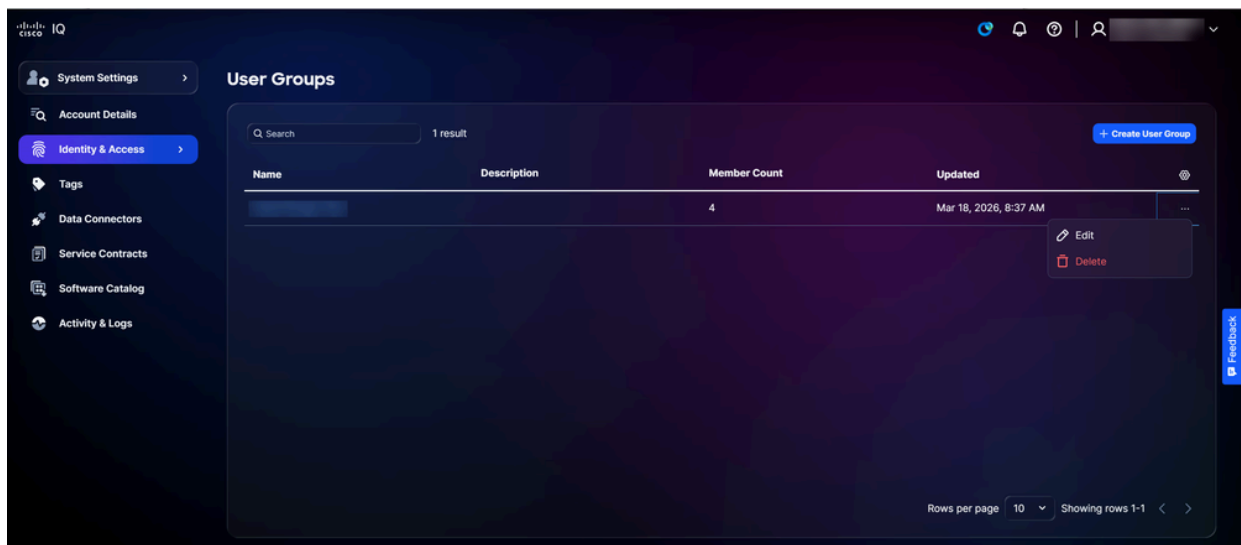 cisco IQ
System Settings
Account Details
Identity & Access
Tags
Data Connectors
Service Contracts
Software Catalog
Activity & Logs
User Groups
Search 1 result + Create User Group
Name Description Member Count Updated
4 Mar 18, 2026, 8:37 AM ...
Edit
Delete
Feedback
Rows per page 10 Showing rows 1-1